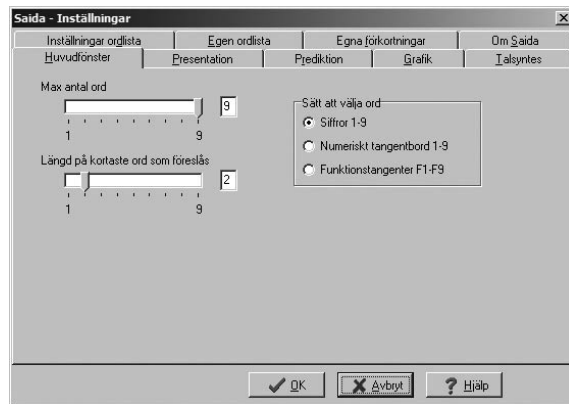 Saida - Inställningar
Inställningar ordlista Egen ordlista Egna förkortningar Om Saida
Huvudfönster Presentation Prediktion Grafik Talsyntes
Max antal ord
9
1 9
Längd på kortaste ord som föreslås
2
1 9
Sätt att välja ord
Siffror 1-9
Numeriskt tangentbord 1-9
Funktionstangenter F1-F9
OK Avbryt ? Hjälp